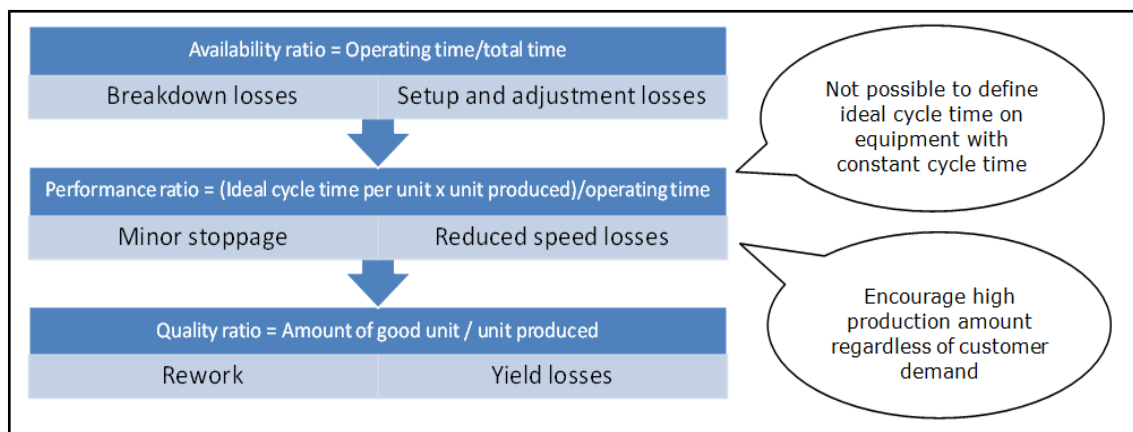 Availability ratio = Operating time/total time
Breakdown losses
Setup and adjustment losses
Performance ratio = (Ideal cycle time per unit x unit produced)/operating time
Minor stoppage
Reduced speed losses
Quality ratio = Amount of good unit / unit produced
Rework
Yield losses
Not possible to define
ideal cycle time on
equipment with
constant cycle time
Encourage high
production amount
regardless of customer
demand